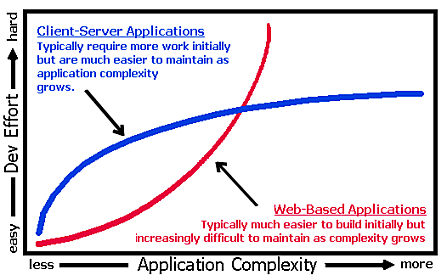 hard
Dev Effort
easy
Client-Server Applications
Typically require more work initially
but are much easier to maintain as
application complexity
grows.
Web-Based Applications
Typically much easier to build initially but
increasingly difficult to maintain as complexity grows
less
Application Complexity
more